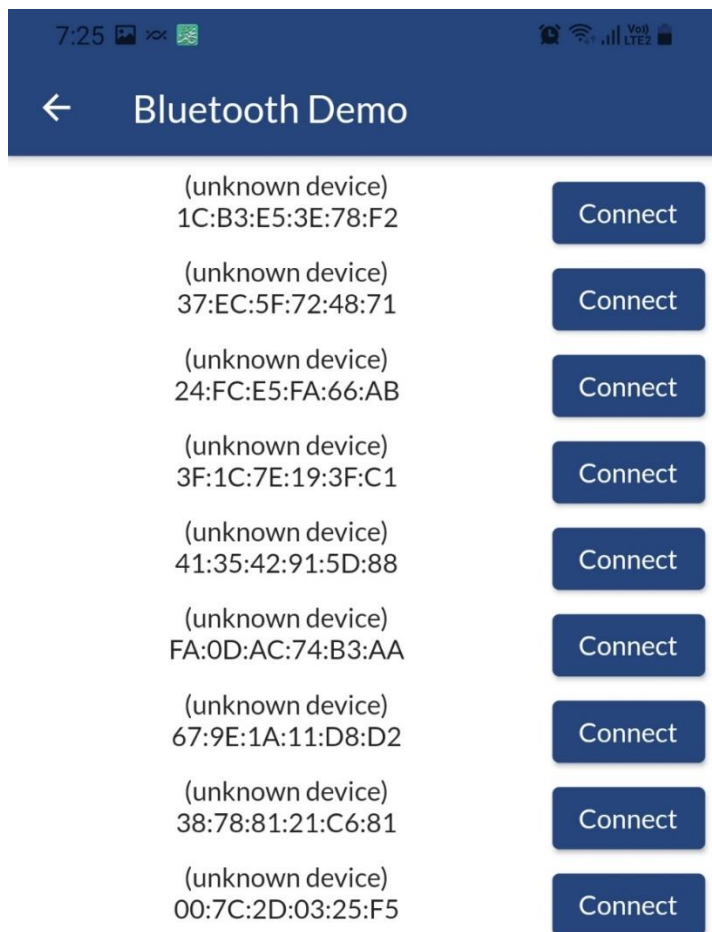 7:25
Vo))
LTE2
Bluetooth Demo
(unknown device)
1C:B3:E5:3E:78:F2
Connect
(unknown device)
37:EC:5F:72:48:71
Connect
(unknown device)
24:FC:E5:FA:66:AB
Connect
(unknown device)
3F:1C:7E:19:3F:C1
Connect
(unknown device)
41:35:42:91:5D:88
Connect
(unknown device)
FA:0D:AC:74:B3:AA
Connect
(unknown device)
67:9E:1A:11:D8:D2
Connect
(unknown device)
38:78:81:21:C6:81
Connect
(unknown device)
00:7C:2D:03:25:F5
Connect